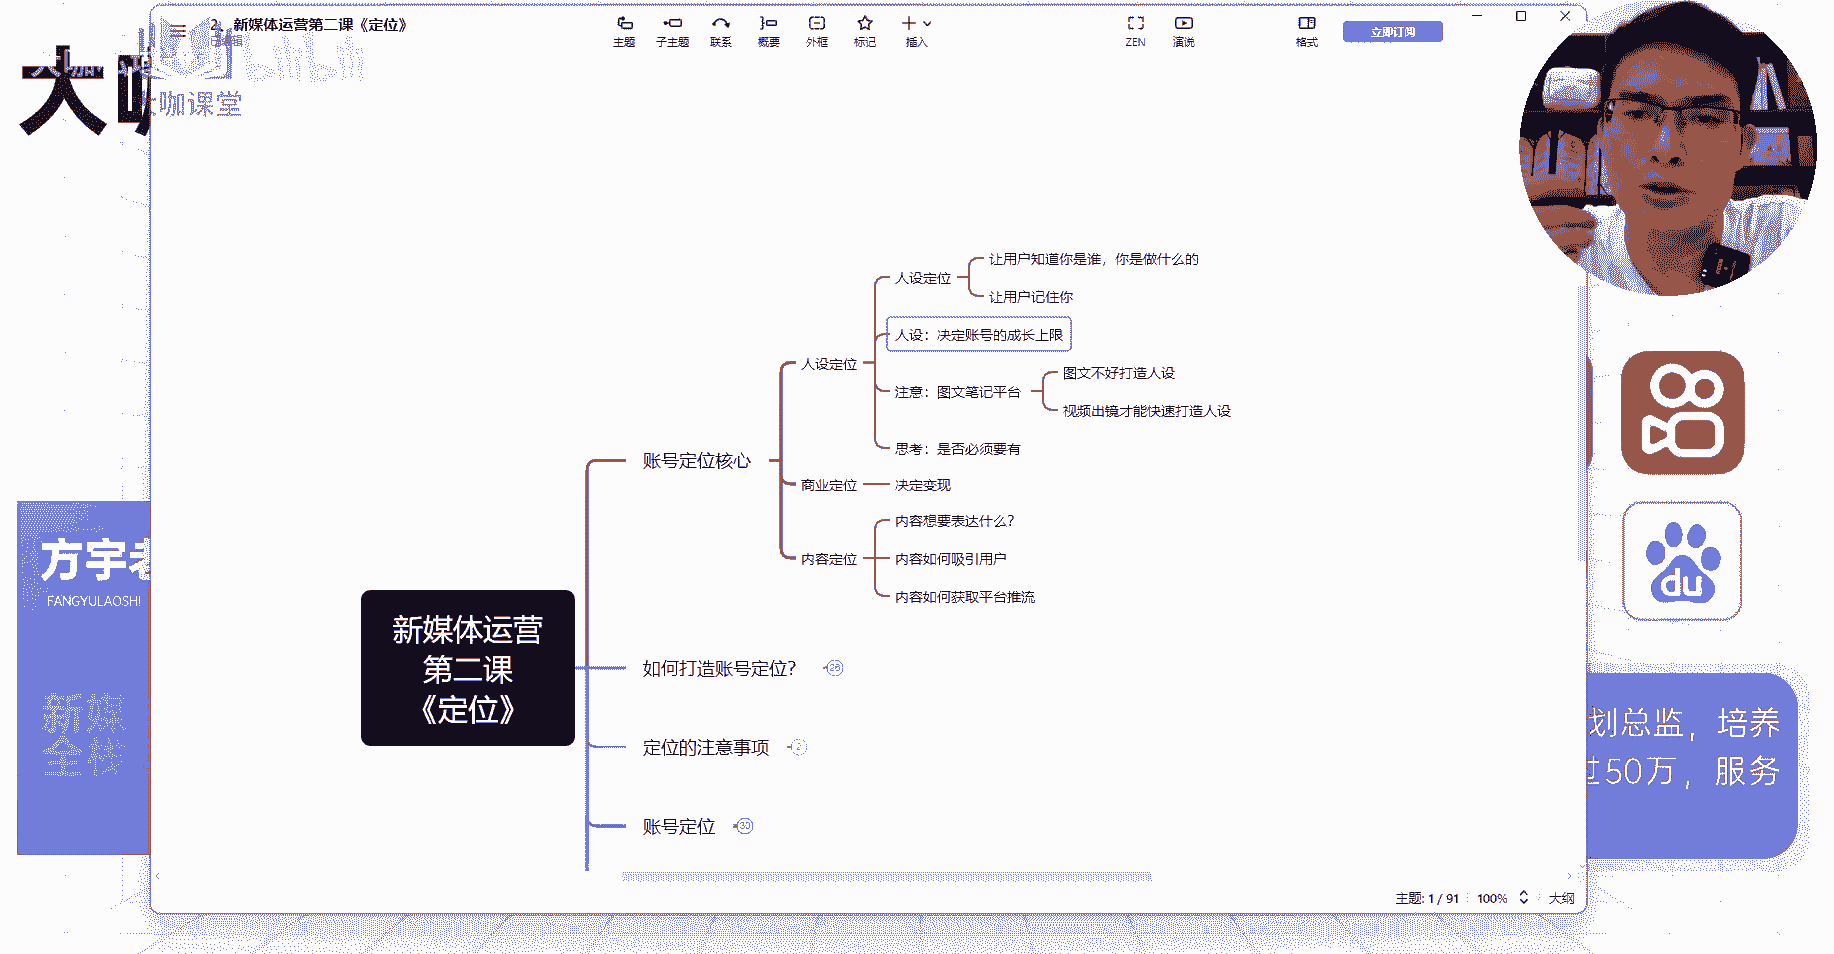 2、新媒体运营第二课《定位》
已编辑
主题
子主题
联系
概要
外框
标记
插入
ZEN
演说
格式
立即订阅
大咖课堂
bilibili
人设定位
让用户知道你是谁，你是做什么的
让用户记住你
人设：决定账号的成长上限
人设定位
注意：图文笔记平台
图文不好打造人设
视频出镜才能快速打造人设
思考：是否必须要有
账号定位核心
商业定位
决定变现
内容想要表达什么？
内容定位
内容如何吸引用户
内容如何获取平台推流
新媒体运营
第二课
《定位》
如何打造账号定位？
26
定位的注意事项
2
账号定位
30
方宇老
FANGYULAOSHI
新媒
全栈
du
划总监，培养
过50万，服务
主题: 1 / 91
100%
大纲